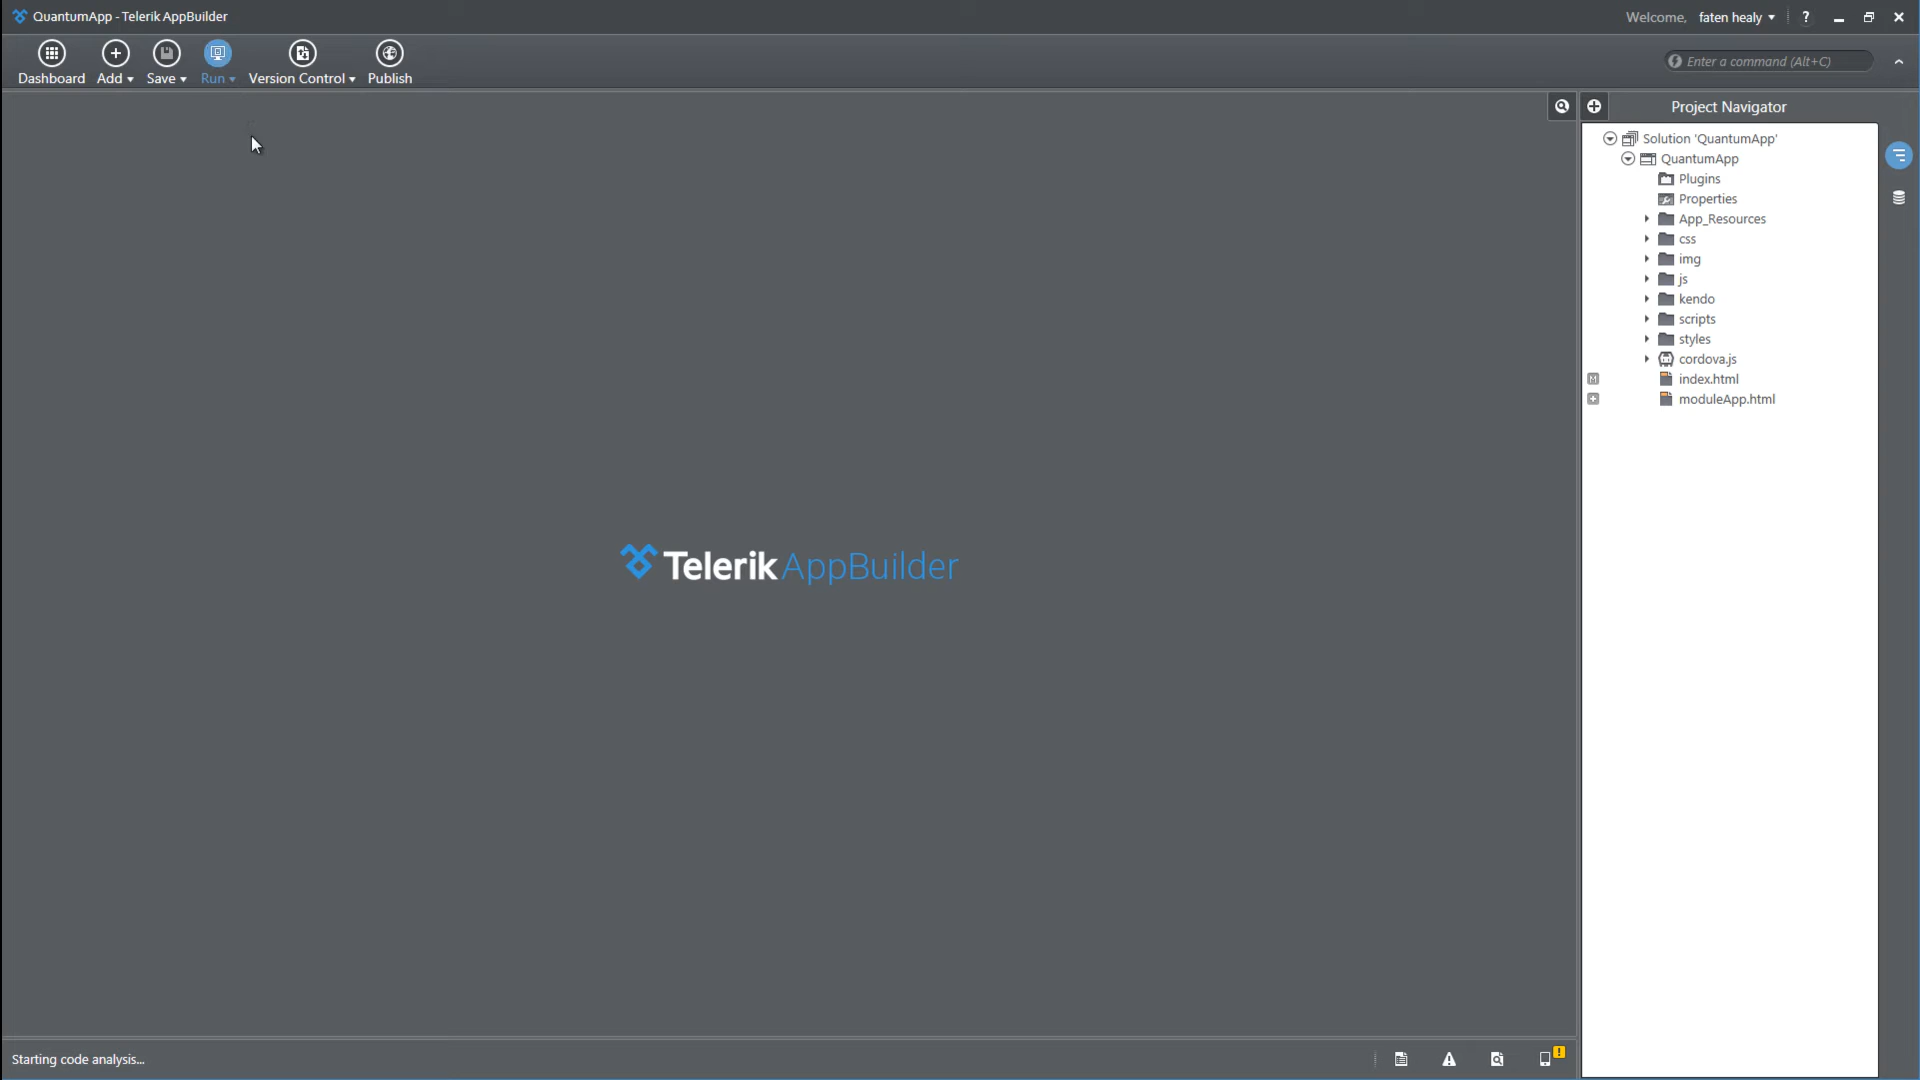 QuantumApp - Telerik AppBuilder
Welcome, faten healy ?
Dashboard Add Save Run Version Control Publish
Enter a command (Alt+C)
Project Navigator
Solution 'QuantumApp'
QuantumApp
Plugins
Properties
App_Resources
css
img
js
kendo
scripts
styles
cordova.js
M index.html
moduleApp.html
Telerik AppBuilder
Starting code analysis...